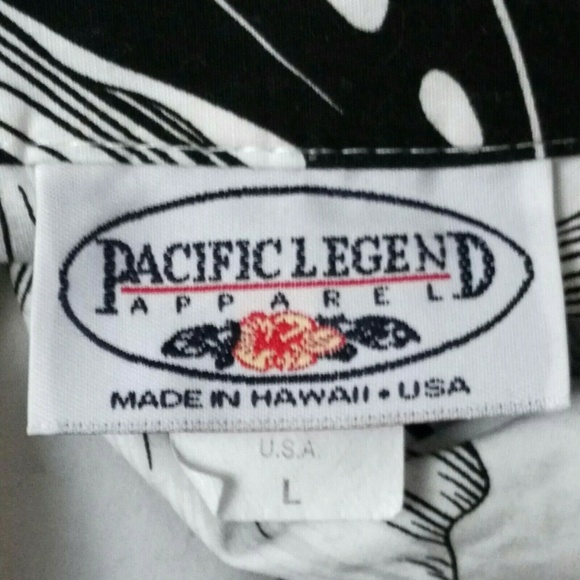 PACIFIC LEGEND
APPAREL
MADE IN HAWAII • USA
U.S.A.
L